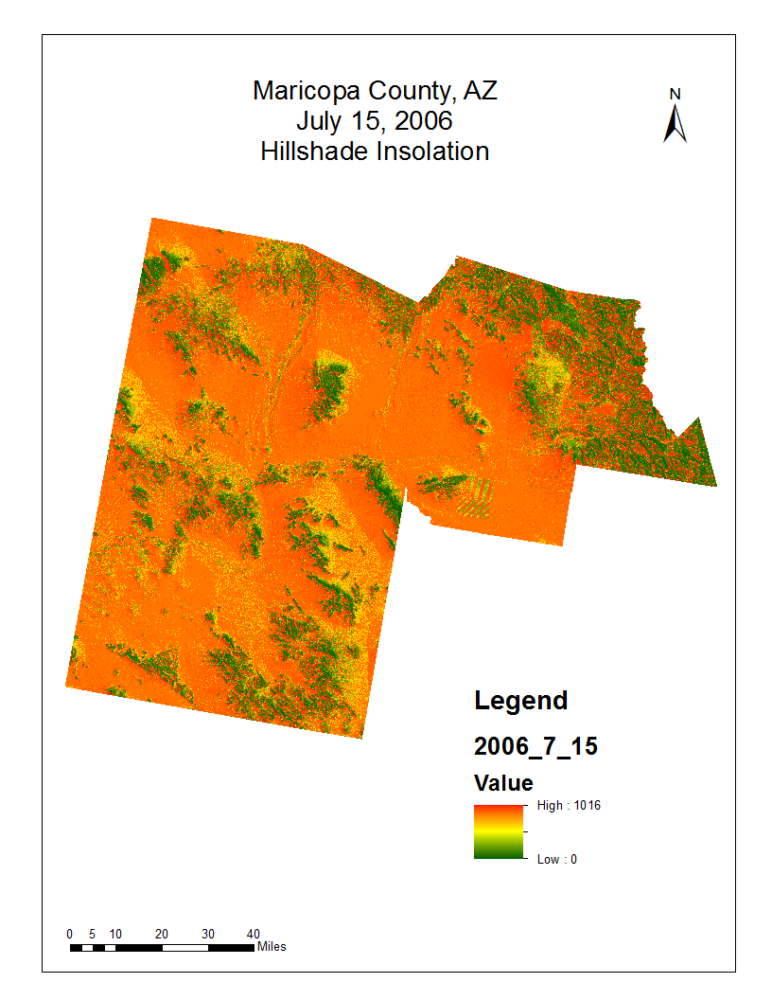 Maricopa County, AZ
July 15, 2006
Hillshade Insolation
N
Legend
2006_7_15
Value
High : 1016
Low : 0
0 5 10 20 30 40
Miles